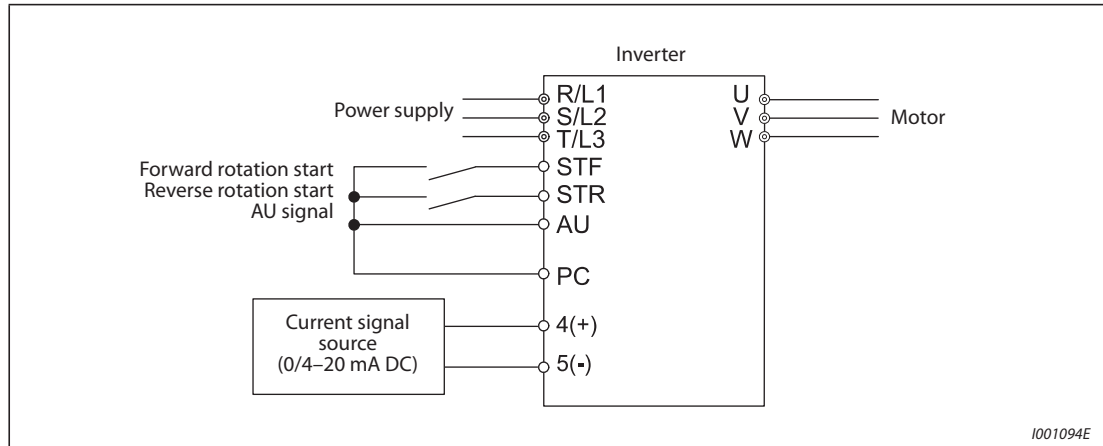 Inverter
Power supply
R/L1
S/L2
T/L3
U
V
W
Motor
Forward rotation start
Reverse rotation start
AU signal
STF
STR
AU
PC
Current signal
source
(0/4–20 mA DC)
4(+)
5(-)
I001094E